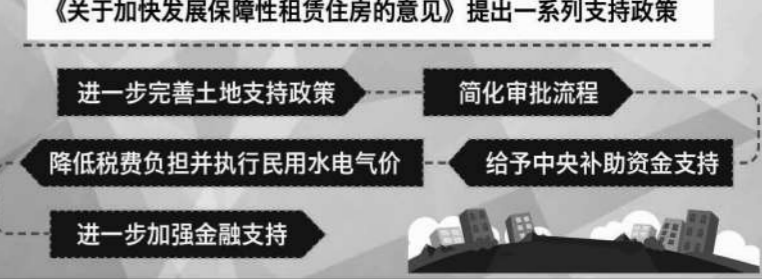 《关于加快发展保障性租赁住房的意见》提出一系列支持政策
进一步完善土地支持政策
简化审批流程
给予中央补助资金支持
降低税费负担并执行民用水电气价
进一步加强金融支持